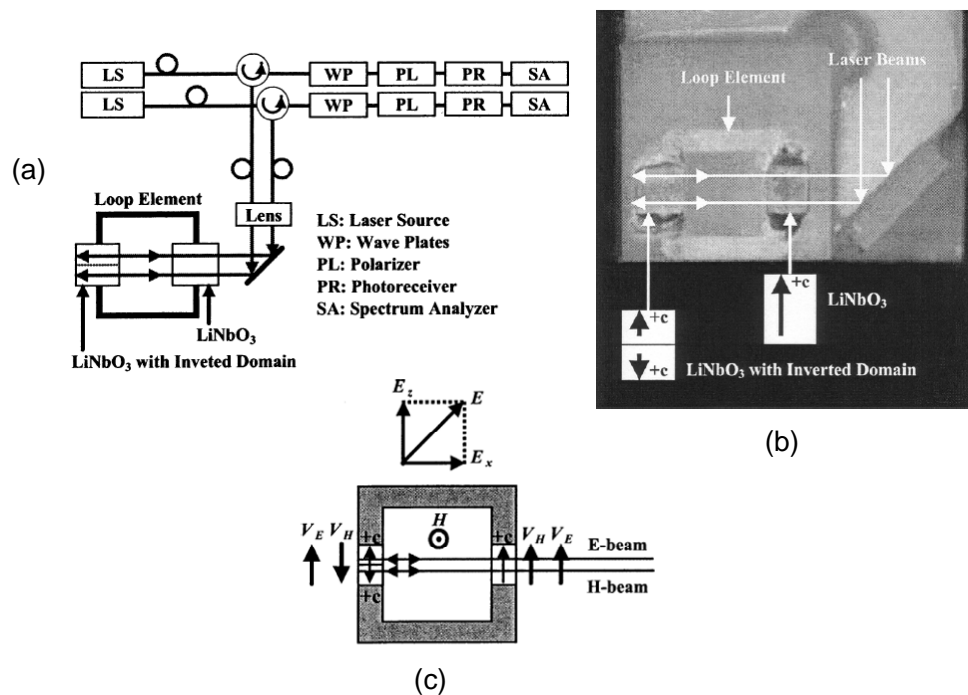 LS WP PL PR SA
LS WP PL PR SA
(a)
Lens
Loop Element
LS: Laser Source
WP: Wave Plates
PL: Polarizer
PR: Photoreceiver
SA: Spectrum Analyzer
LiNbO3
LiNbO3 with Inveted Domain
Loop Element
Laser Beams
+c
+c
LiNbO3
+c
LiNbO3 with Inverted Domain
(b)
Ez E
Ex
VE VH +c H +c VH VE
E-beam
+c
H-beam
(c)